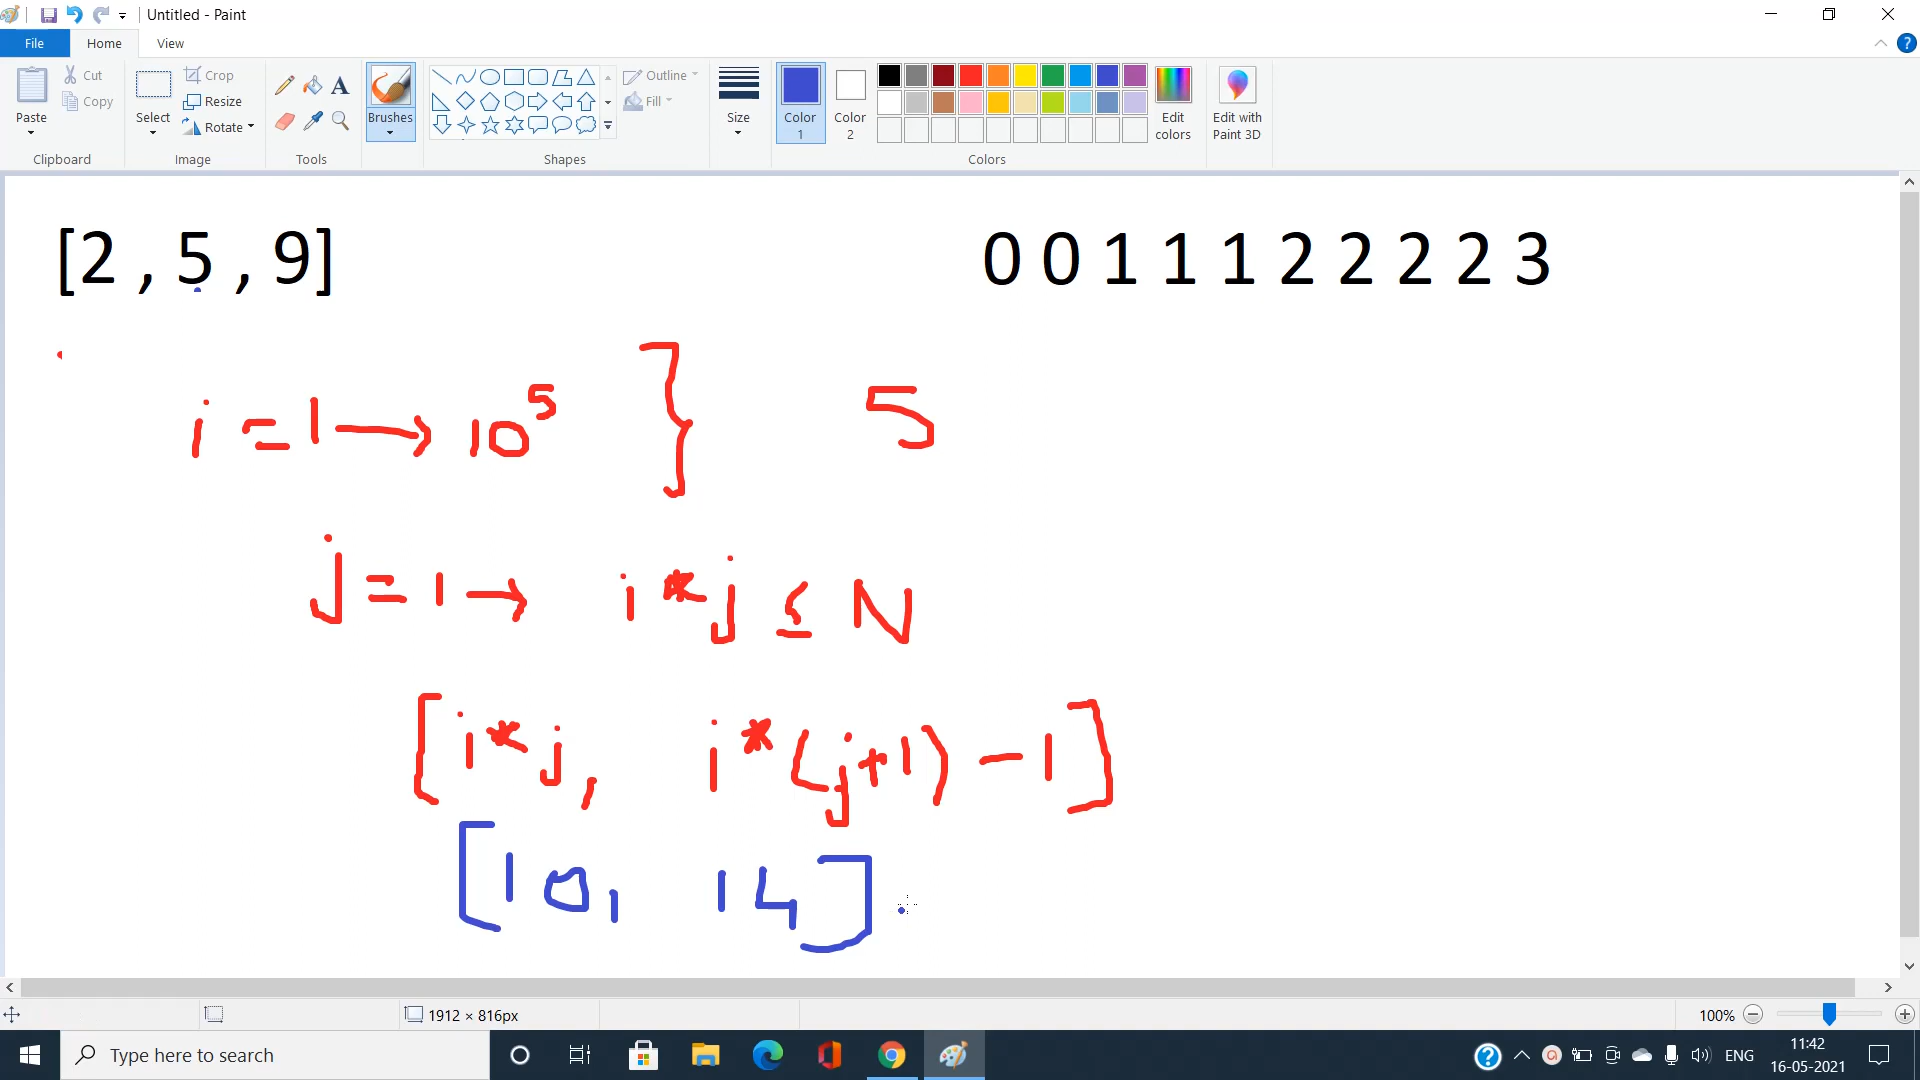 Untitled - Paint
File Home View
Cut
Copy
Paste
Clipboard
Crop
Resize
Rotate
Select
Image
Tools
Brushes
Outline
Fill
Shapes
Size
Color 1
Color 2
Colors
Edit colors
Edit with Paint 3D
[2 , 5 , 9]
0 0 1 1 1 2 2 2 2 3
i = 1 → 10⁵ } 5
j = 1 → i * j ≤ N
[i * j, i * (j+1) - 1]
[10, 14]
1912 × 816px
100%
Type here to search
ENG
11:42
16-05-2021